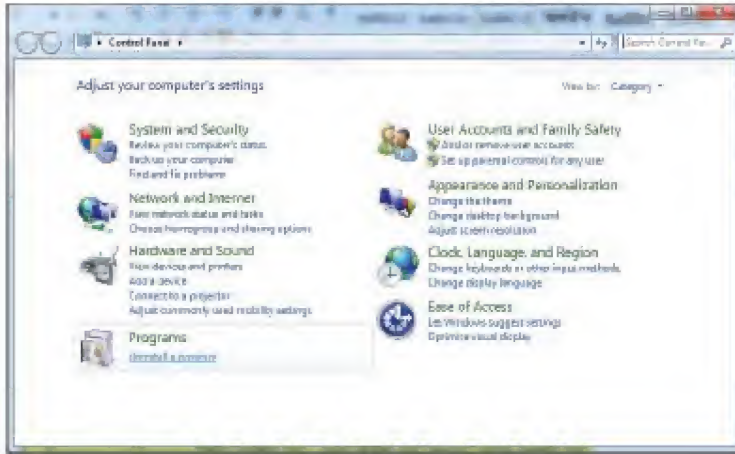 Control Panel
Search Control Pa...
Adjust your computer's settings
View by: Category
System and Security
Review your computer's status
Back up your computer
Find and fix problems
Network and Internet
View network status and tasks
Choose homegroup and sharing options
Hardware and Sound
View devices and printers
Add a device
Connect to a projector
Adjust commonly used mobility settings
Programs
Uninstall a program
User Accounts and Family Safety
Add or remove user accounts
Set up parental controls for any user
Appearance and Personalization
Change the theme
Change desktop background
Adjust screen resolution
Clock, Language, and Region
Change keyboards or other input methods
Change display language
Ease of Access
Let Windows suggest settings
Optimize visual display